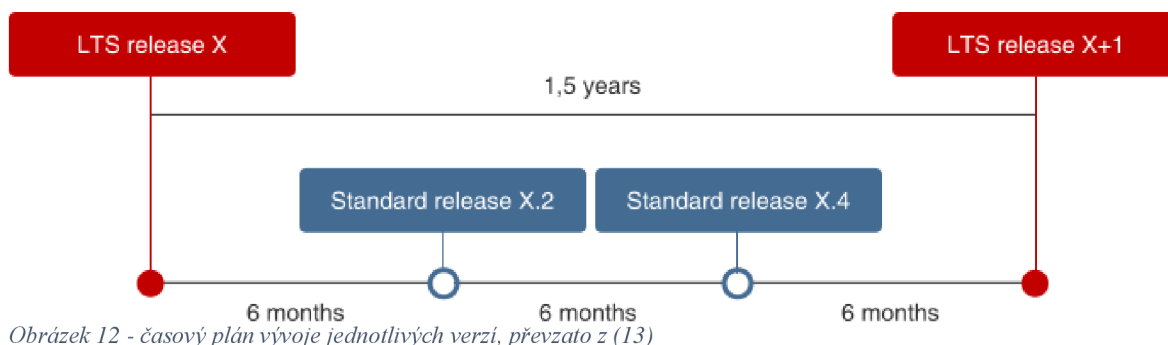 LTS release X
LTS release X+1
1,5 years
Standard release X.2
Standard release X.4
6 months
6 months
6 months
Obrázek 12 - časový plán vývoje jednotlivých verzí, převzato z (13)